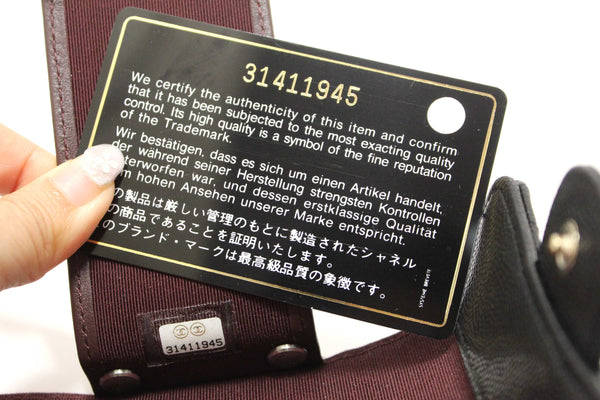 31411945
We certify the authenticity of this item and confirm
that it has been subjected to the most exacting quality
control. Its high quality is a symbol of the fine reputation
of the Trademark.
Wir bestätigen, dass es sich um einen Artikel handelt,
der während seiner Herstellung strengsten Kontrollen
unterworfen war, und dessen erstklassige Qualität
hohen Ansehen unserer Marke entspricht.
の製品は厳しい管理のもとに製造されたシャネル
の商品であることを証明いたします。
のブランド・マークは最高級品質の象徴です。
31411945